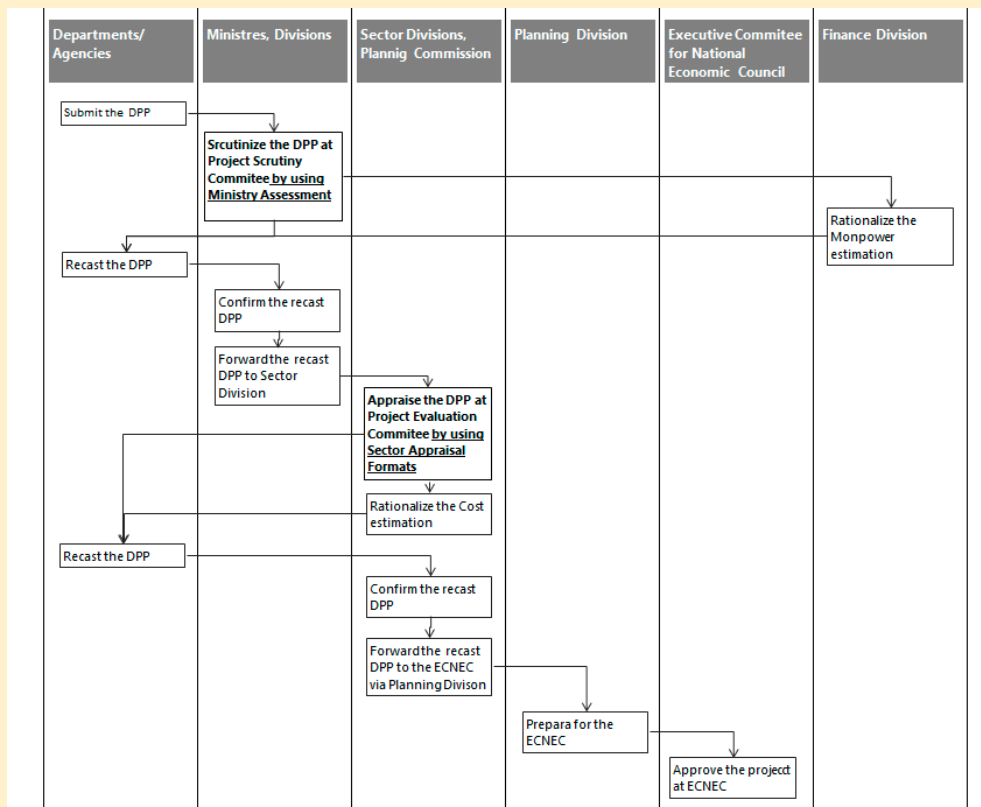 Departments/
Agencies
Ministres, Divisions
Sector Divisions,
Plannig Commission
Planning Division
Executive Commitee
for National
Economic Council
Finance Division
Submit the DPP
Srcutinize the DPP at
Project Scrutiny
Commitee by using
Ministry Assessment
Rationalize the
Monpower
estimation
Recast the DPP
Confirm the recast
DPP
Forward the recast
DPP to Sector
Division
Appraise the DPP at
Project Evaluation
Commitee by using
Sector Appraisal
Formats
Rationalize the Cost
estimation
Recast the DPP
Confirm the recast
DPP
Forward the recast
DPP to the ECNEC
via Planning Divison
Prepara for the
ECNEC
Approve the projecct
at ECNEC